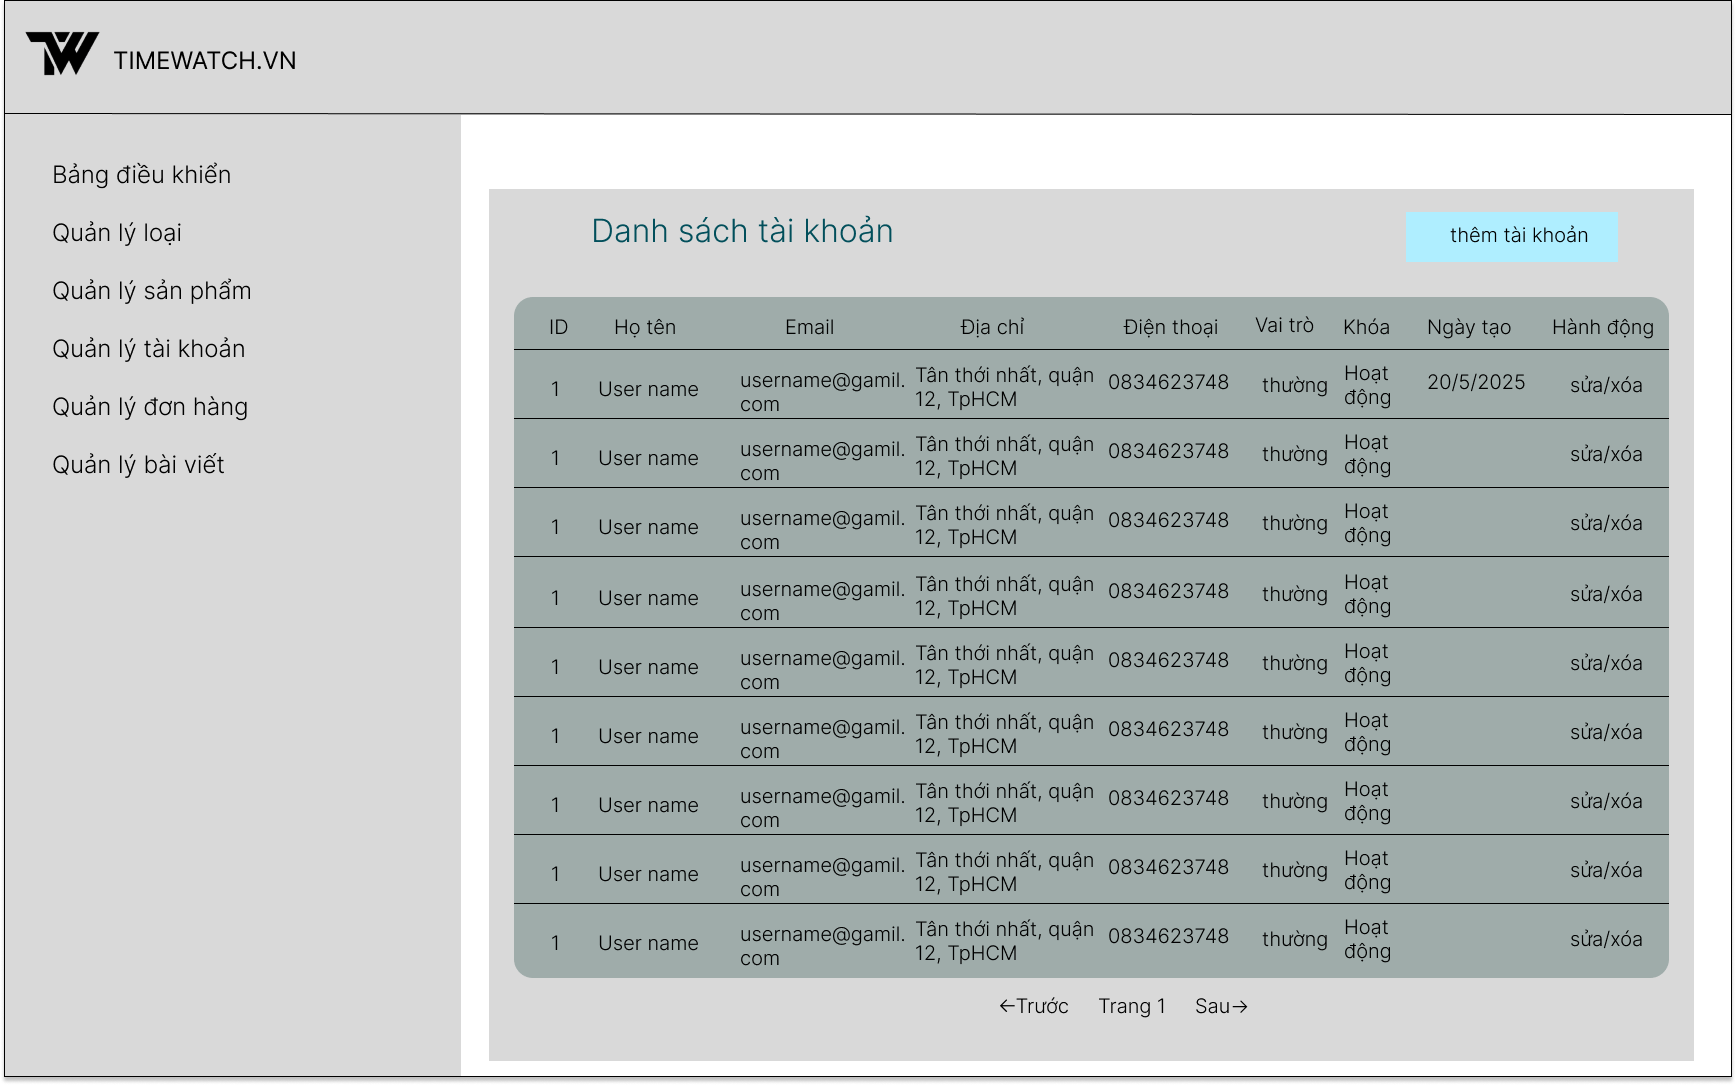 TW TIMEWATCH.VN
Bảng điều khiển
Quản lý loại
Quản lý sản phẩm
Quản lý tài khoản
Quản lý đơn hàng
Quản lý bài viết
Danh sách tài khoản
thêm tài khoản
ID Họ tên Email Địa chỉ Điện thoại Vai trò Khóa Ngày tạo Hành động
1 User name username@gamil. Tân thới nhất, quận 0834623748 thường Hoạt 20/5/2025 sửa/xóa
com 12, TpHCM động
1 User name username@gamil. Tân thới nhất, quận 0834623748 thường Hoạt sửa/xóa
com 12, TpHCM động
1 User name username@gamil. Tân thới nhất, quận 0834623748 thường Hoạt sửa/xóa
com 12, TpHCM động
1 User name username@gamil. Tân thới nhất, quận 0834623748 thường Hoạt sửa/xóa
com 12, TpHCM động
1 User name username@gamil. Tân thới nhất, quận 0834623748 thường Hoạt sửa/xóa
com 12, TpHCM động
1 User name username@gamil. Tân thới nhất, quận 0834623748 thường Hoạt sửa/xóa
com 12, TpHCM động
1 User name username@gamil. Tân thới nhất, quận 0834623748 thường Hoạt sửa/xóa
com 12, TpHCM động
1 User name username@gamil. Tân thới nhất, quận 0834623748 thường Hoạt sửa/xóa
com 12, TpHCM động
1 User name username@gamil. Tân thới nhất, quận 0834623748 thường Hoạt sửa/xóa
com 12, TpHCM động
←Trước Trang 1 Sau→